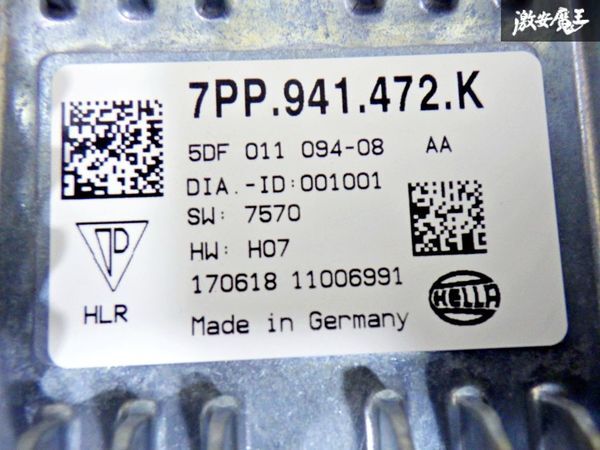 激安魔王
7PP.941.472.K
5DF 011 094-08 AA
DIA.-ID:001001
SW: 7570
HW: H07
170618 11006991
HLR
HELLA
Made in Germany